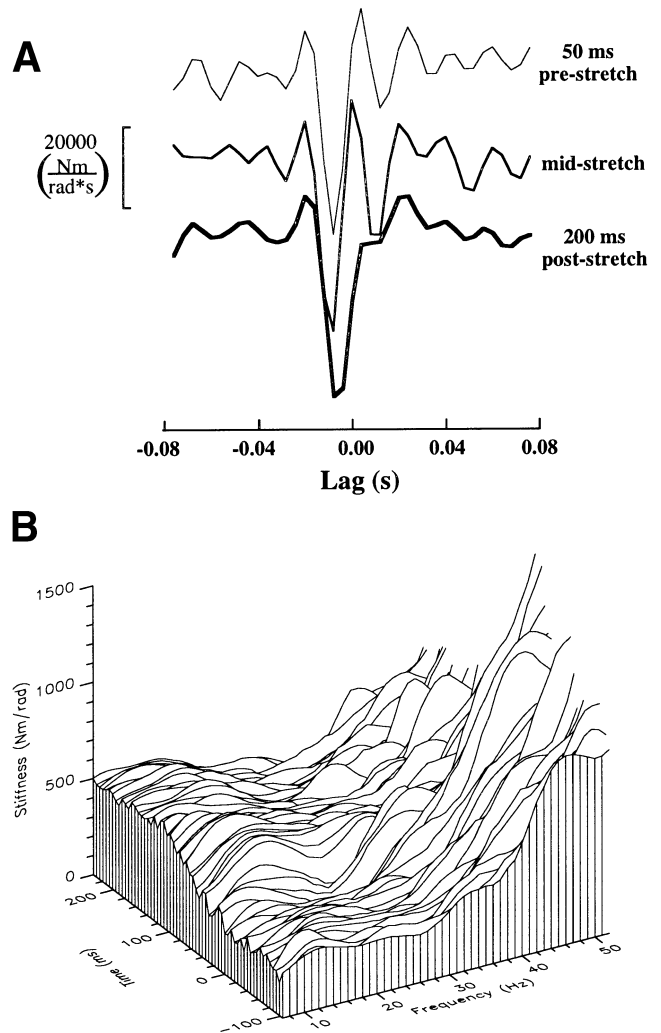 A
50 ms
pre-stretch
20000
(Nm
rad*s)
mid-stretch
200 ms
post-stretch
-0.08 -0.04 0.00 0.04 0.08
Lag (s)
B
1500
1000
500
0
Stiffness (Nm/rad)
200
100
0
-100
Time (ms)
10 20 30 40 50
Frequency (Hz)